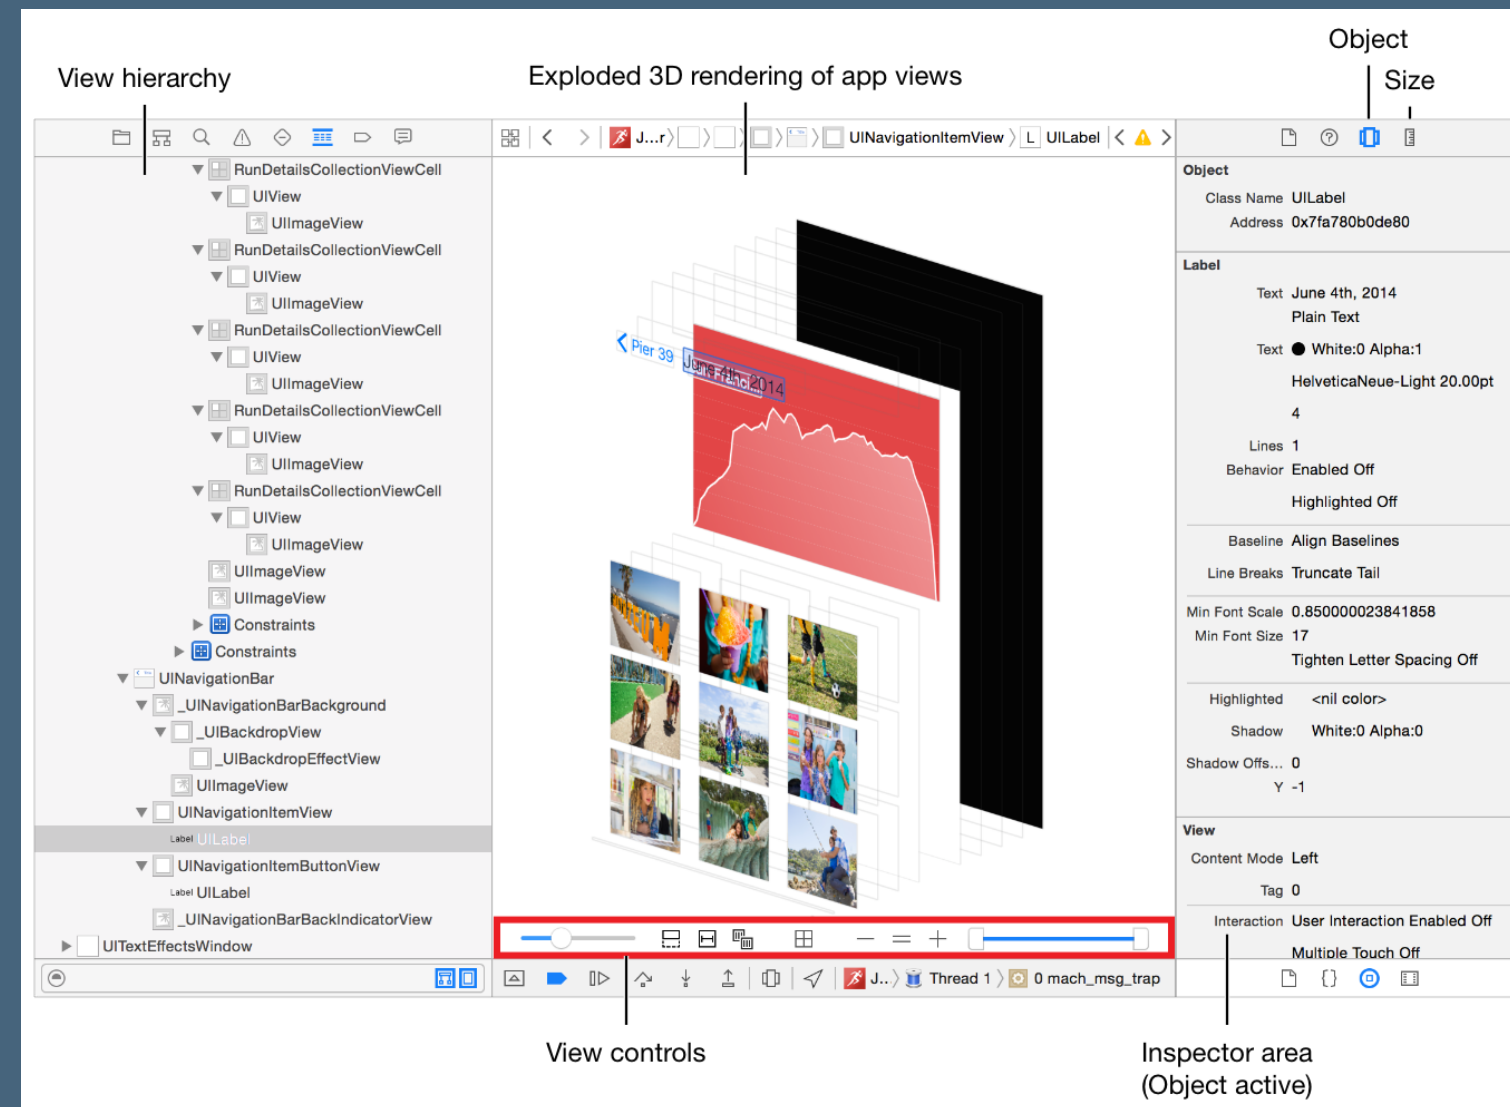 Object
View hierarchy
Exploded 3D rendering of app views
Size
J...r
UINavigationItemView
L UILabel
RunDetailsCollectionViewCell
UIView
UIImageView
RunDetailsCollectionViewCell
UIView
UIImageView
RunDetailsCollectionViewCell
UIView
UIImageView
RunDetailsCollectionViewCell
UIView
UIImageView
RunDetailsCollectionViewCell
UIView
UIImageView
UIImageView
UIImageView
Constraints
Constraints
UINavigationBar
_UINavigationBarBackground
_UIBackdropView
_UIBackdropEffectView
UIImageView
UINavigationItemView
Label UILabel
UINavigationItemButtonView
Label UILabel
_UINavigationBarBackIndicatorView
UITextEffectsWindow
Pier 39
June 4th, 2014
J... Thread 1 0 mach_msg_trap
Object
Class Name UILabel
Address 0x7fa780b0de80
Label
Text June 4th, 2014
Plain Text
Text White:0 Alpha:1
HelveticaNeue-Light 20.00pt
4
Lines 1
Behavior Enabled Off
Highlighted Off
Baseline Align Baselines
Line Breaks Truncate Tail
Min Font Scale 0.850000023841858
Min Font Size 17
Tighten Letter Spacing Off
Highlighted <nil color>
Shadow White:0 Alpha:0
Shadow Offs... 0
Y -1
View
Content Mode Left
Tag 0
Interaction User Interaction Enabled Off
Multiple Touch Off
View controls
Inspector area
(Object active)